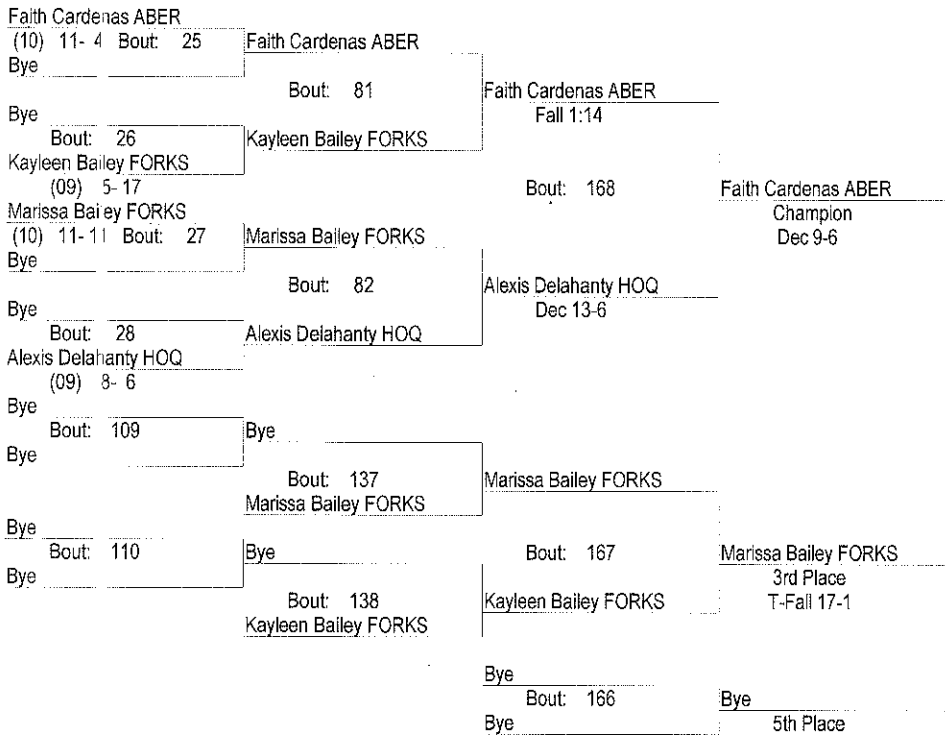 Faith Cardenas ABER
(10) 11- 4 Bout: 25 Faith Cardenas ABER
Bye
Bout: 81 Faith Cardenas ABER
Fall 1:14
Bye
Bout: 26 Kayleen Bailey FORKS
Kayleen Bailey FORKS
(09) 5- 17
Bout: 168 Faith Cardenas ABER
Champion
Dec 9-6
Marissa Bailey FORKS
(10) 11- 11 Bout: 27 Marissa Bailey FORKS
Bye
Bout: 82 Alexis Delahanty HOQ
Dec 13-6
Bye
Bout: 28 Alexis Delahanty HOQ
Alexis Delahanty HOQ
(09) 8- 6
Bye
Bout: 109 Bye
Bye
Bout: 137 Marissa Bailey FORKS
Marissa Bailey FORKS
Bye
Bout: 110 Bye
Bye
Bout: 167 Marissa Bailey FORKS
3rd Place
T-Fall 17-1
Bout: 138 Kayleen Bailey FORKS
Kayleen Bailey FORKS
Bye
Bout: 166 Bye
Bye 5th Place